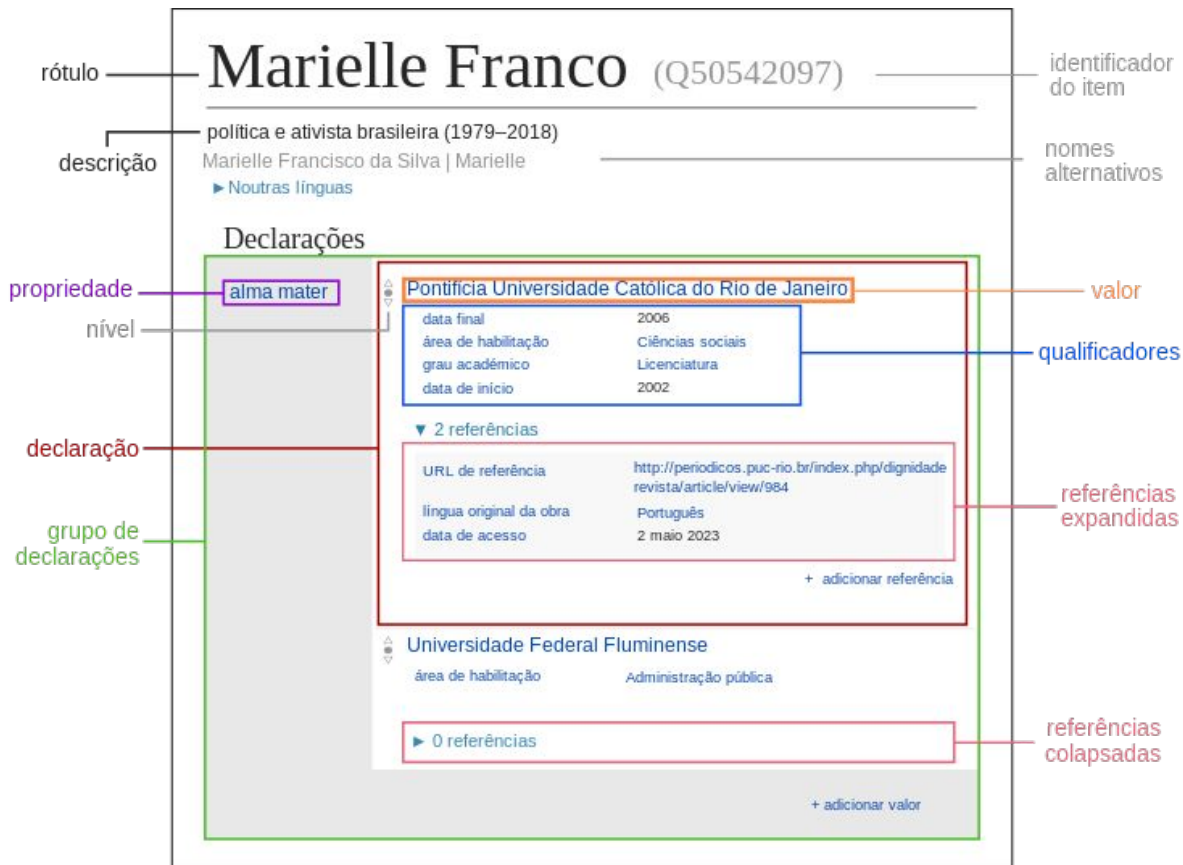 rótulo
Marielle Franco (Q50542097)
identificador
do item
descrição
política e ativista brasileira (1979–2018)
Marielle Francisco da Silva | Marielle
nomes
alternativos
►Noutras línguas
Declarações
propriedade
alma mater
nível
Pontifícia Universidade Católica do Rio de Janeiro
valor
data final 2006
área de habilitação Ciências sociais
grau académico Licenciatura
data de início 2002
qualificadores
declaração
▼ 2 referências
URL de referência http://periodicos.puc-rio.br/index.php/dignidade
revista/article/view/984
língua original da obra Português
data de acesso 2 maio 2023
referências
expandidas
grupo de
declarações
+ adicionar referência
Universidade Federal Fluminense
área de habilitação Administração pública
► 0 referências
referências
colapsadas
+ adicionar valor